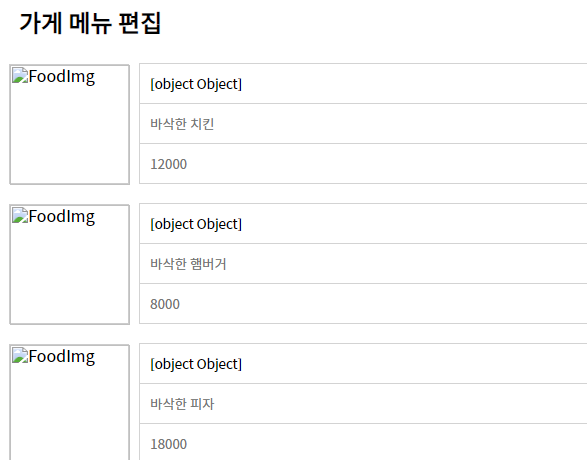 가게 메뉴 편집
FoodImg
[object Object]
바삭한 치킨
12000
FoodImg
[object Object]
바삭한 햄버거
8000
FoodImg
[object Object]
바삭한 피자
18000